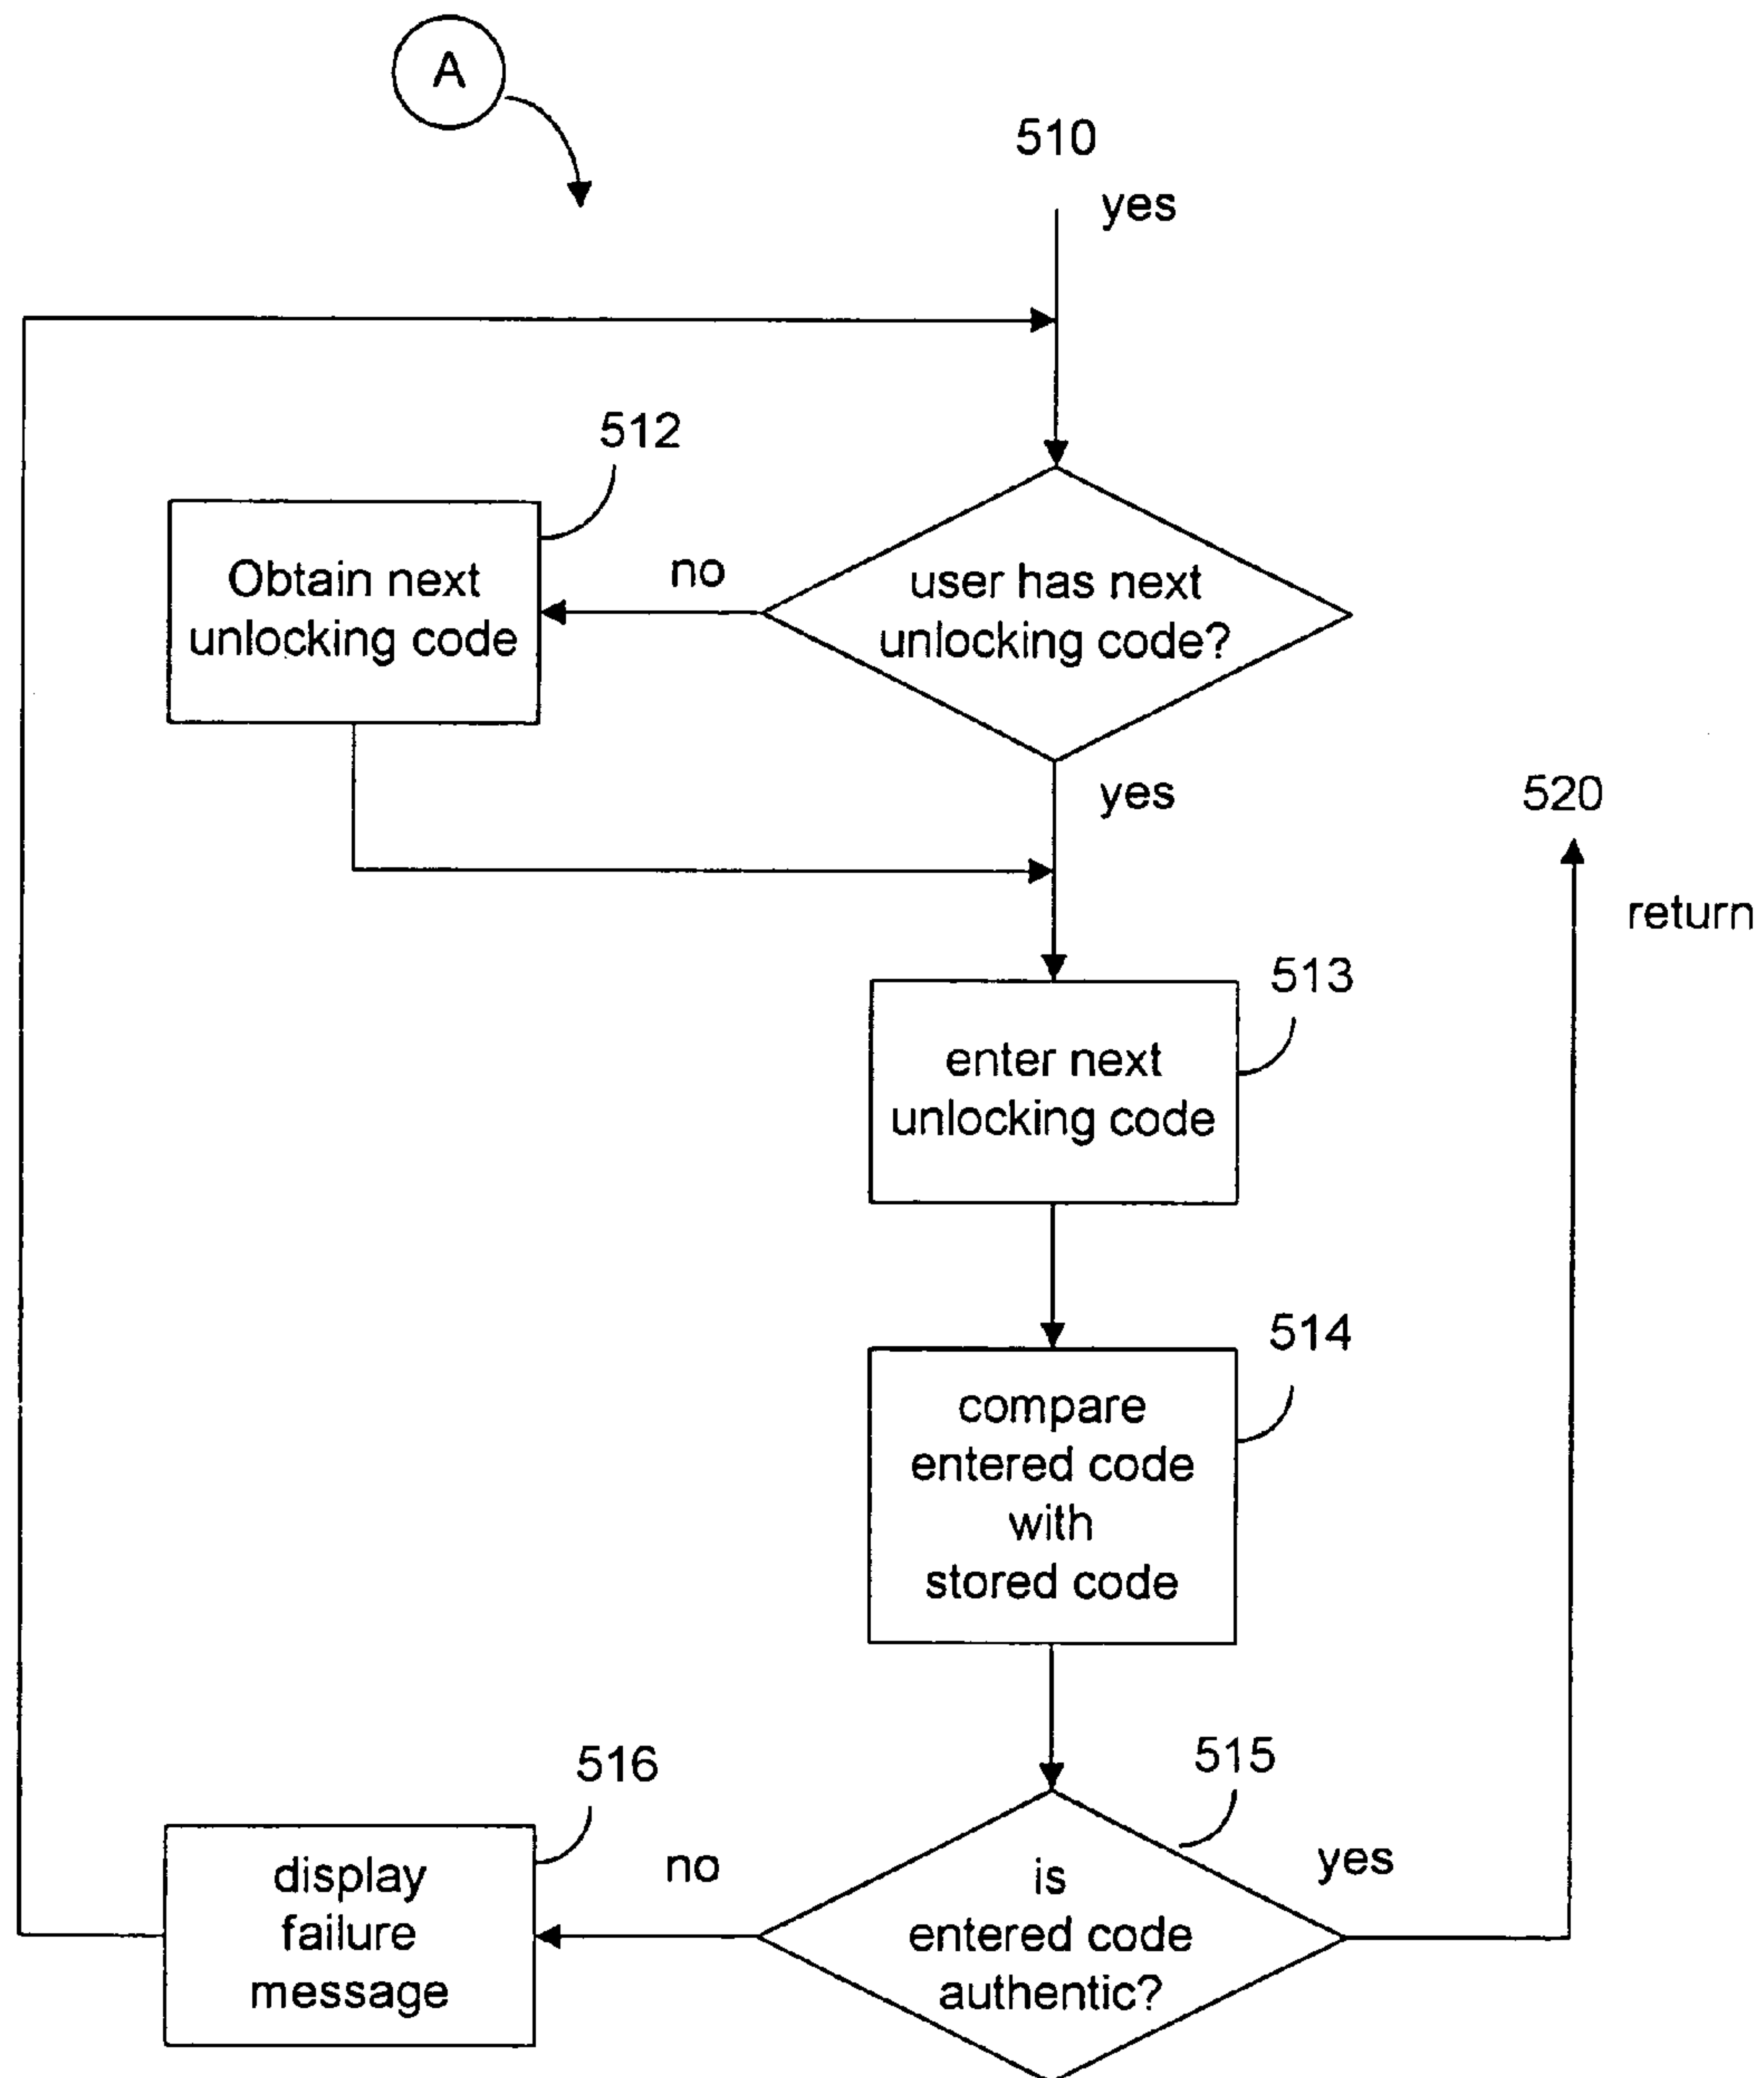 A
510
yes
512
Obtain next
unlocking code
no
user has next
unlocking code?
yes
520
return
513
enter next
unlocking code
514
compare
entered code
with
stored code
515
516
display
failure
message
no
is
entered code
authentic?
yes